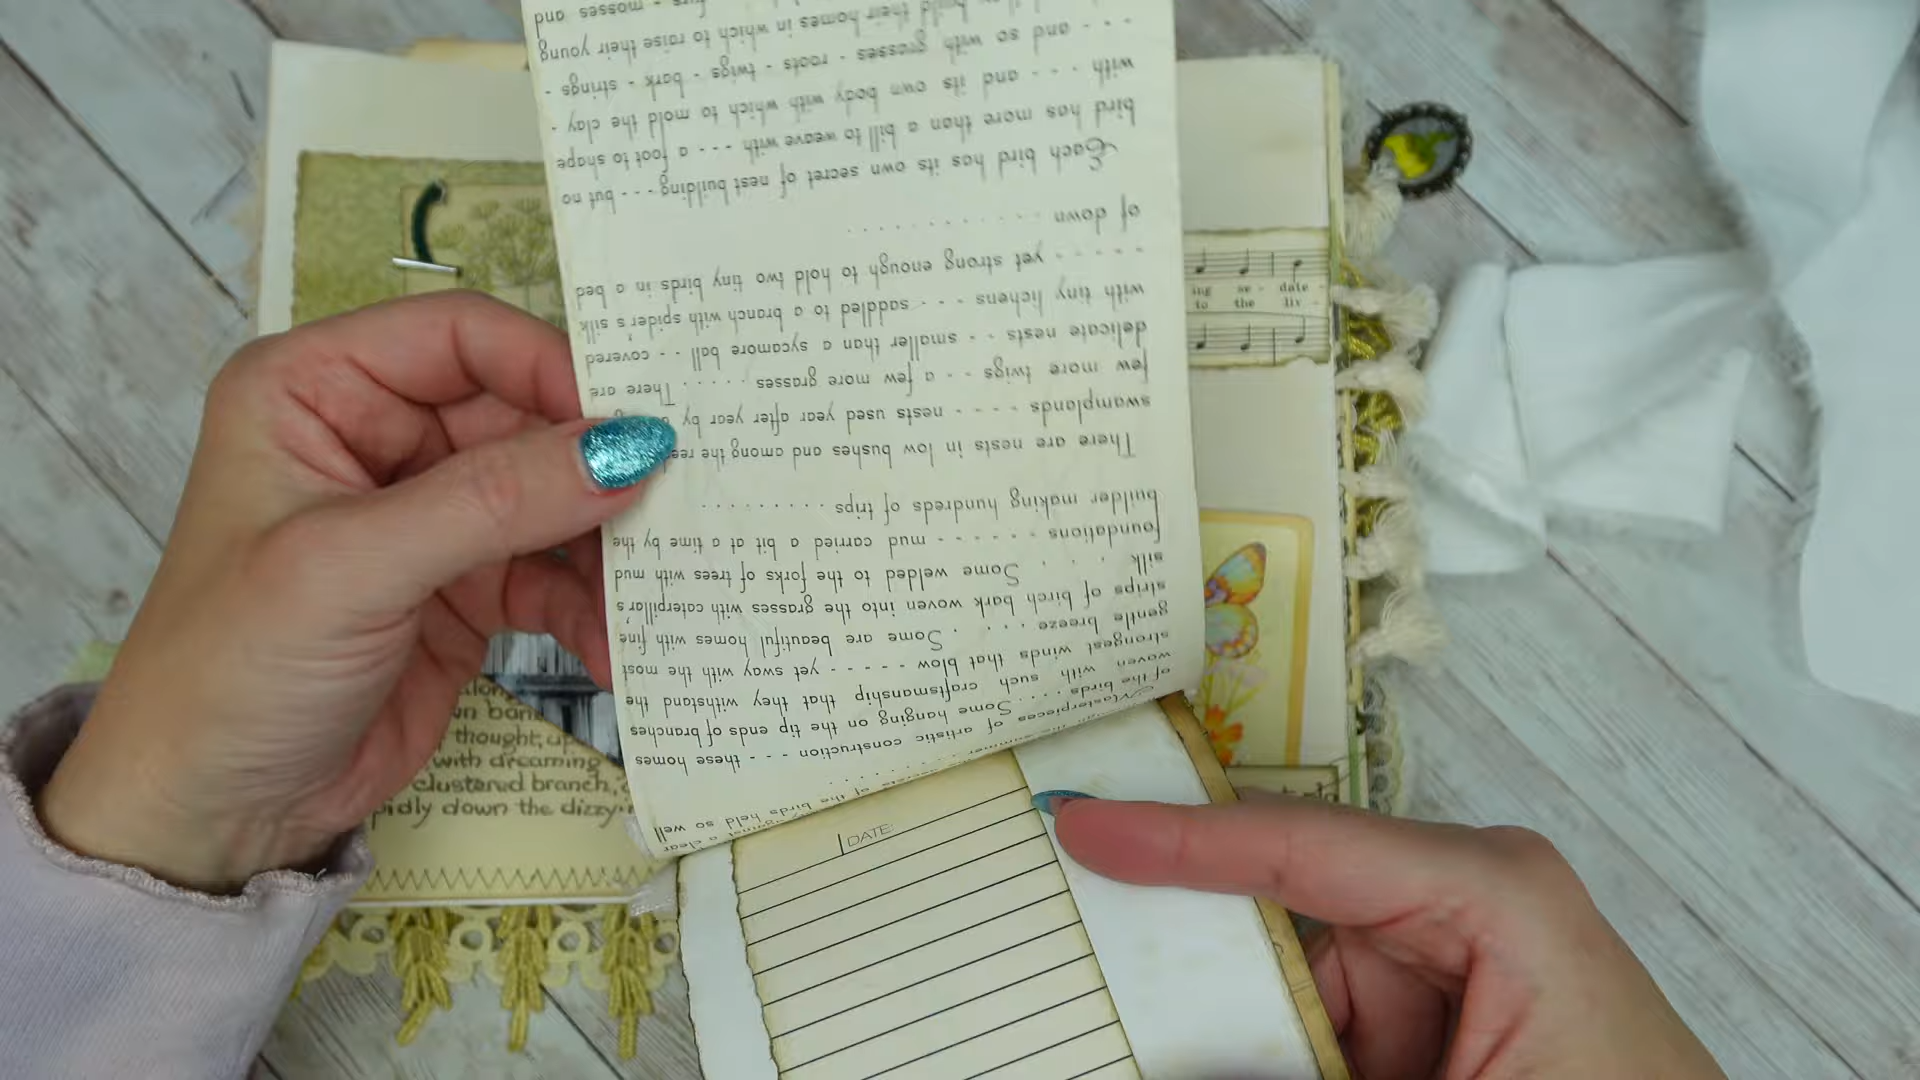 secrets of the birds
held so well
Masterpieces of artistic construction - - - these homes
of the birds . . . . Some hanging on the tip ends of branches
woven with such craftsmanship that they withstand the
strongest winds that blow - - - - - yet sway with the most
gentle breeze . . . . Some are beautiful homes with fine
strips of birch bark woven into the grasses with caterpillar's
silk . . . Some welded to the forks of trees with mud
foundations - - - - - - mud carried a bit at a time by the
builder making hundreds of trips . . . . . . . . .
There are nests in low bushes and among the
swamplands - - - - nests used year after year by
few more twigs - - a few more grasses . . . . . . There are
delicate nests - - smaller than a sycamore ball - - covered
with tiny lichens - - - saddled to a branch with spider's silk
- - - - - yet strong enough to hold two tiny birds in a bed
of down . . . . . . . . . .
Each bird has its own secret of nest building - - - but no
bird has more than a bill to weave with - - - a foot to shape
with - - - and its own body with which to mold the clay -
- - - and so with grasses - roots - twigs - bark - strings -
build their homes in which to raise their young
mosses and
ing se - date -
to the liv -
along
thought, up
with dreaming
clustered branch,
down the dizzy
DATE: